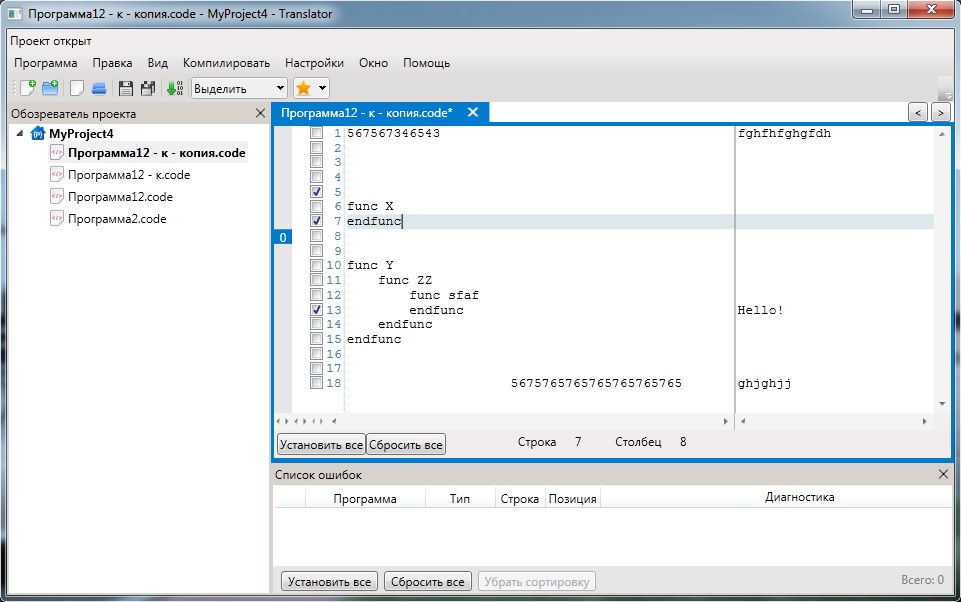 Программа12 - к - копия.code - MyProject4 - Translator
Проект открыт
Программа Правка Вид Компилировать Настройки Окно Помощь
Выделить
Обозреватель проекта
MyProject4
Программа12 - к - копия.code
Программа12 - к.code
Программа12.code
Программа2.code
Программа12 - к - копия.code*
< >
1 567567346543 fghfhfghgfdh
2
3
4
5
6 func X
7 endfunc
0 8
9
10 func Y
11 func ZZ
12 func sfaf
13 endfunc Hello!
14 endfunc
15 endfunc
16
17
18 5675765765765765765765 ghjghjj
Установить все Сбросить все Строка 7 Столбец 8
Список ошибок
Программа Тип Строка Позиция Диагностика
Установить все Сбросить все Убрать сортировку Всего: 0